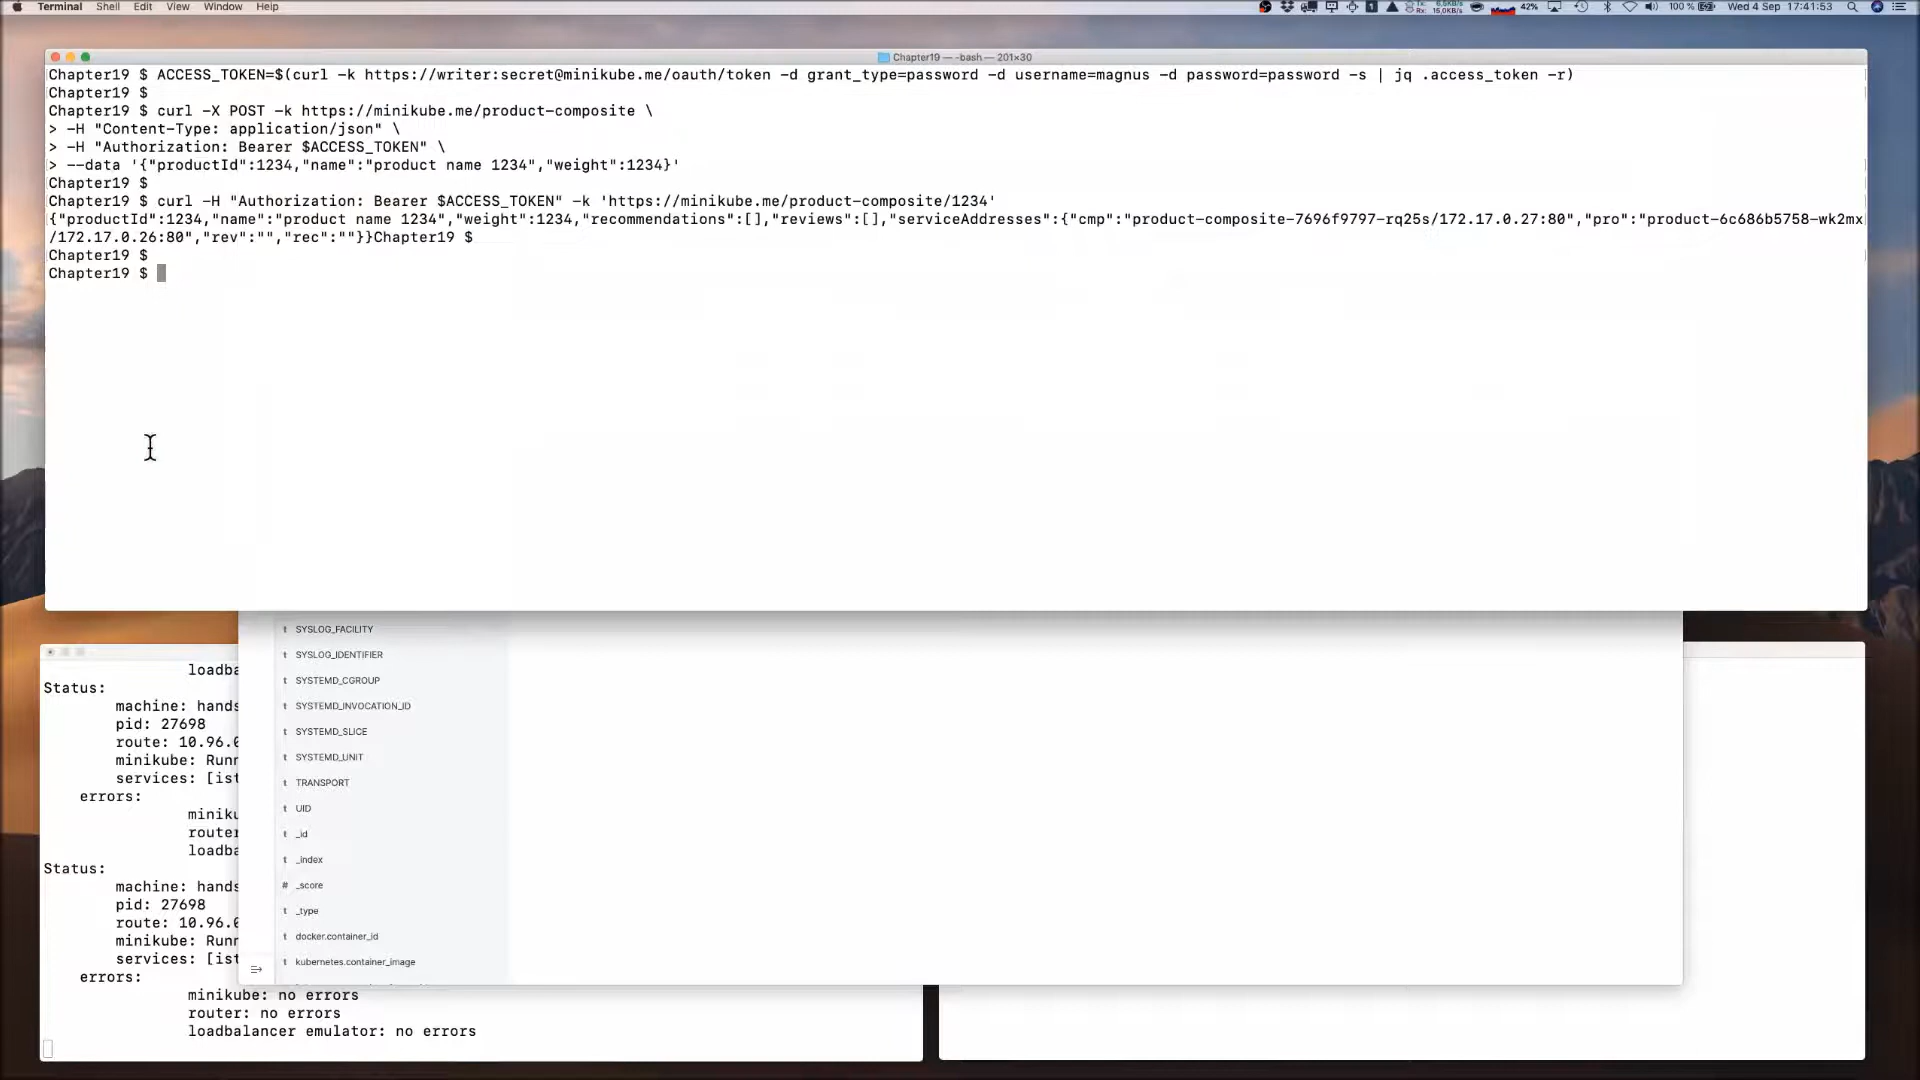 Terminal Shell Edit View Window Help
1 42% 100 % Wed 4 Sep 17:41:53
Chapter19 — -bash — 201×30
Chapter19 $ ACCESS_TOKEN=$(curl -k https://writer:secret@minikube.me/oauth/token -d grant_type=password -d username=magnus -d password=password -s | jq .access_token -r)
Chapter19 $
Chapter19 $ curl -X POST -k https://minikube.me/product-composite \
> -H "Content-Type: application/json" \
> -H "Authorization: Bearer $ACCESS_TOKEN" \
> --data '{"productId":1234,"name":"product name 1234","weight":1234}'
Chapter19 $
Chapter19 $ curl -H "Authorization: Bearer $ACCESS_TOKEN" -k 'https://minikube.me/product-composite/1234'
{"productId":1234,"name":"product name 1234","weight":1234,"recommendations":[],"reviews":[],"serviceAddresses":{"cmp":"product-composite-7696f9797-rq25s/172.17.0.27:80","pro":"product-6c686b5758-wk2mx
/172.17.0.26:80","rev":"","rec":""}}Chapter19 $
Chapter19 $
Chapter19 $
loadba
Status:
machine: hands
pid: 27698
route: 10.96.0
minikube: Runn
services: [ist
errors:
miniku
router
loadba
Status:
machine: hands
pid: 27698
route: 10.96.0
minikube: Runn
services: [ist
errors:
minikube: no errors
router: no errors
loadbalancer emulator: no errors
t SYSLOG_FACILITY
t SYSLOG_IDENTIFIER
t SYSTEMD_CGROUP
t SYSTEMD_INVOCATION_ID
t SYSTEMD_SLICE
t SYSTEMD_UNIT
t TRANSPORT
t UID
t _id
t _index
# _score
t _type
t docker.container_id
t kubernetes.container_image